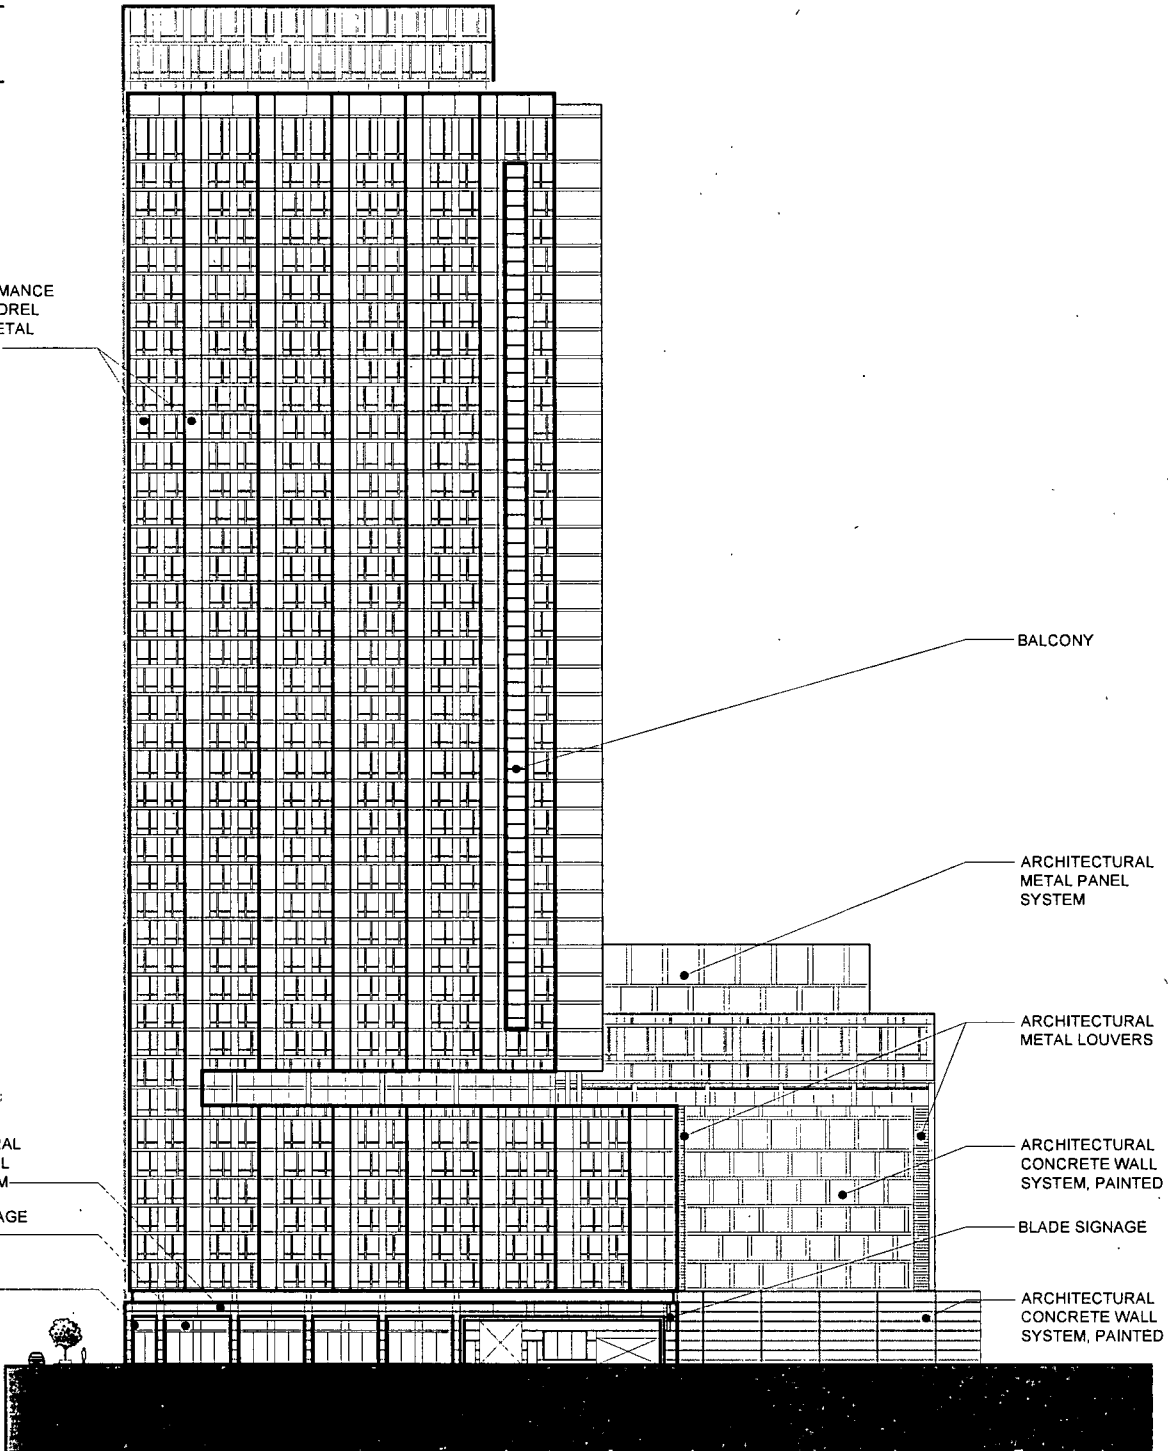 MANCE
DREL
ETAL
BALCONY
ARCHITECTURAL
METAL PANEL
SYSTEM
ARCHITECTURAL
METAL LOUVERS
RAL
L
M
AGE
ARCHITECTURAL
CONCRETE WALL
SYSTEM, PAINTED
BLADE SIGNAGE
ARCHITECTURAL
CONCRETE WALL
SYSTEM, PAINTED